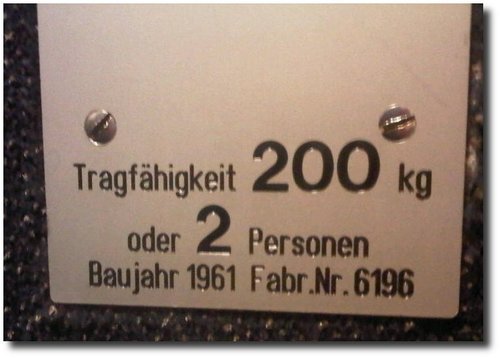 Tragfähigkeit 200 kg
oder 2 Personen
Baujahr 1961 Fabr.Nr. 6196